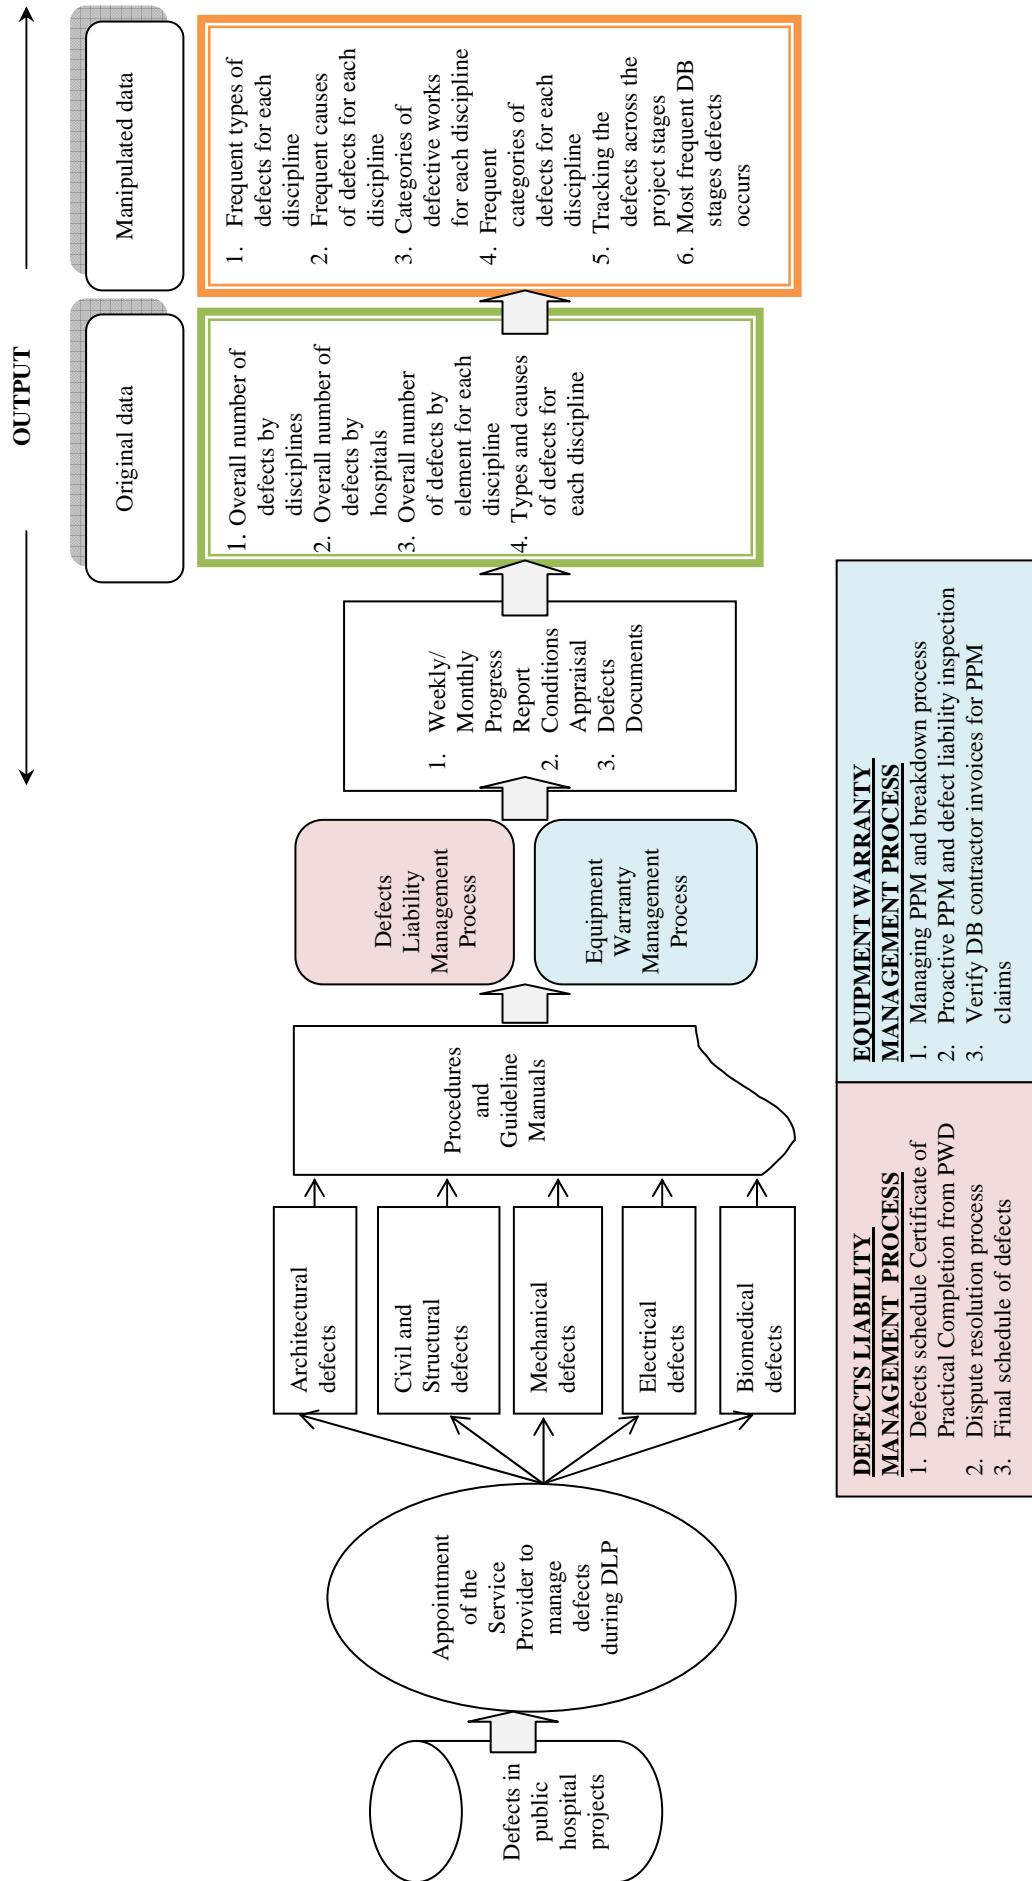 OUTPUT
Original data
Manipulated data
Defects in
public
hospital
projects
Appointment
of the
Service
Provider to
manage
defects
during DLP
Architectural
defects
Civil and
Structural
defects
Mechanical
defects
Electrical
defects
Biomedical
defects
Procedures
and
Guideline
Manuals
Defects
Liability
Management
Process
Equipment
Warranty
Management
Process
1. Weekly/
Monthly
Progress
Report
2. Conditions
Appraisal
3. Defects
Documents
1. Overall number of
defects by
disciplines
2. Overall number of
defects by
hospitals
3. Overall number
of defects by
element for each
discipline
4. Types and causes
of defects for
each discipline
1. Frequent types of
defects for each
discipline
2. Frequent causes
of defects for each
discipline
3. Categories of
defective works
for each discipline
4. Frequent
categories of
defects for each
discipline
5. Tracking the
defects across the
project stages
6. Most frequent DB
stages defects
occurs
DEFECTS LIABILITY
MANAGEMENT PROCESS
1. Defects schedule Certificate of
Practical Completion from PWD
2. Dispute resolution process
3. Final schedule of defects
EQUIPMENT WARRANTY
MANAGEMENT PROCESS
1. Managing PPM and breakdown process
2. Proactive PPM and defect liability inspection
3. Verify DB contractor invoices for PPM
claims